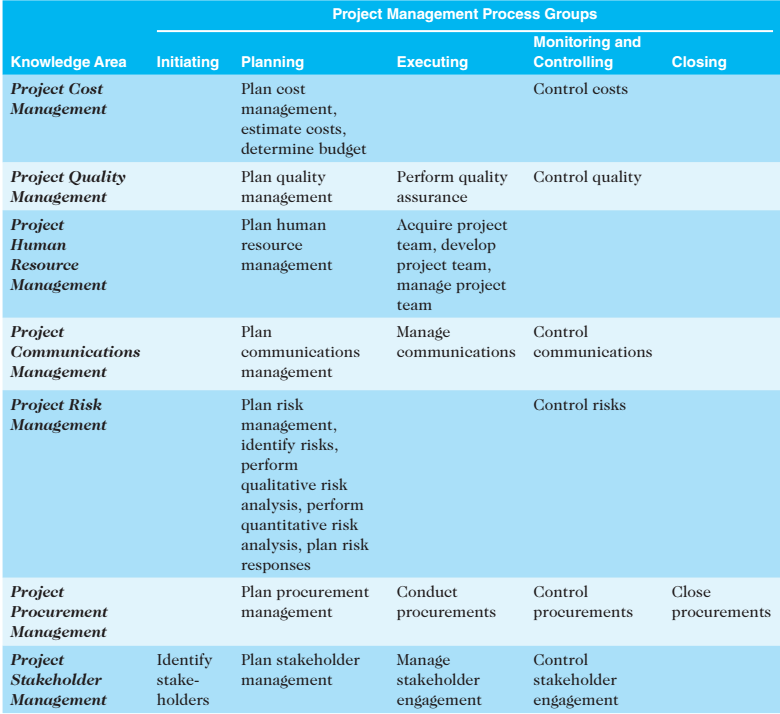 Project Management Process Groups
Knowledge Area Initiating Planning Executing Monitoring and Controlling Closing
Project Cost Management
Plan cost management, estimate costs, determine budget
Control costs
Project Quality Management
Plan quality management
Perform quality assurance
Control quality
Project Human Resource Management
Plan human resource management
Acquire project team, develop project team, manage project team
Project Communications Management
Plan communications management
Manage communications
Control communications
Project Risk Management
Plan risk management, identify risks, perform qualitative risk analysis, perform quantitative risk analysis, plan risk responses
Control risks
Project Procurement Management
Plan procurement management
Conduct procurements
Control procurements
Close procurements
Project Stakeholder Management
Identify stake-holders
Plan stakeholder management
Manage stakeholder engagement
Control stakeholder engagement